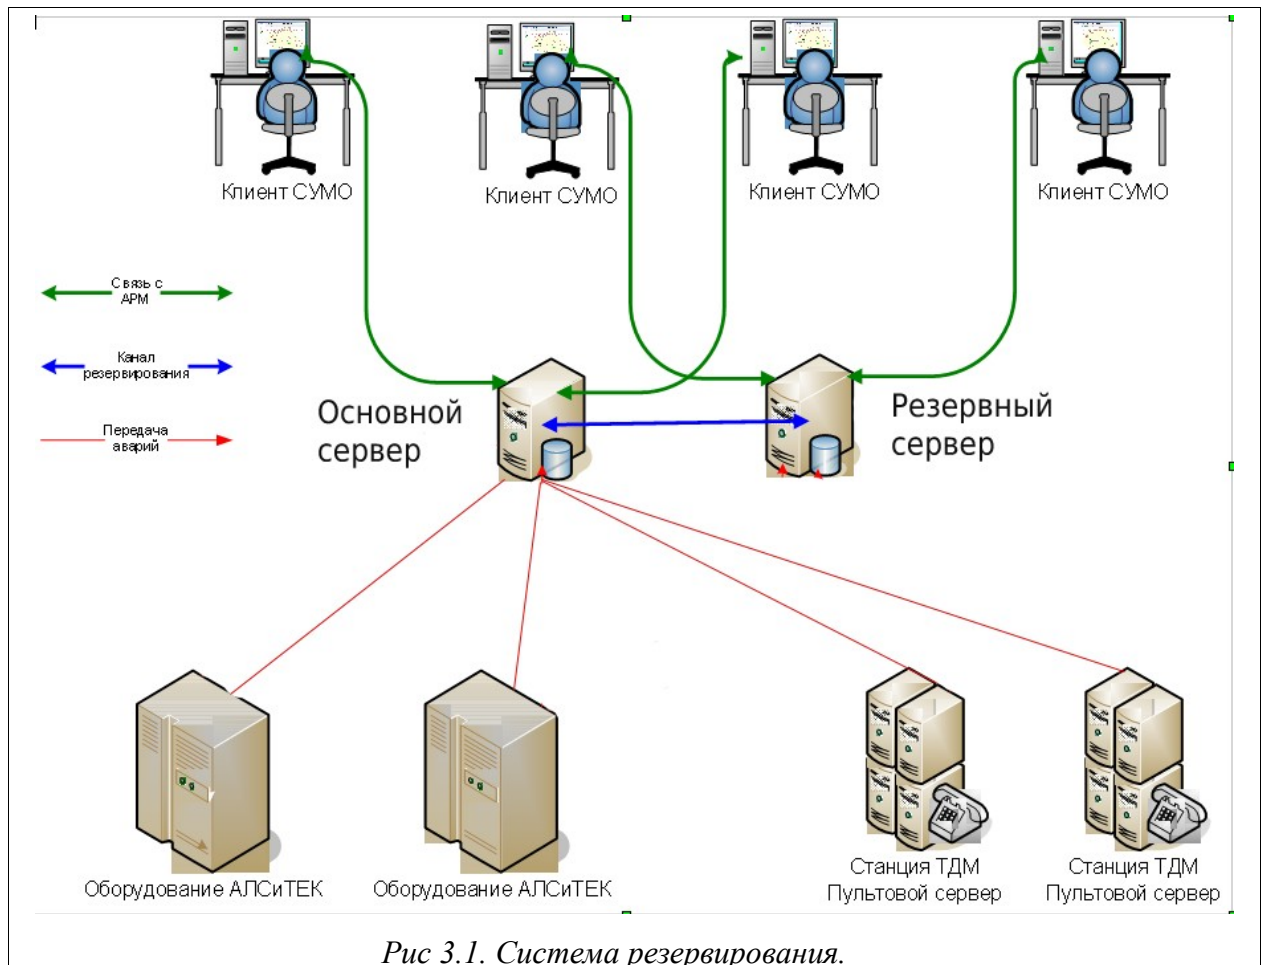 Клиент СУМО
Клиент СУМО
Клиент СУМО
Клиент СУМО
Связь с
АРМ
Канал
резервирования
Передача
аварий
Основной
сервер
Резервный
сервер
Оборудование АЛСиТЕК
Оборудование АЛСиТЕК
Станция ТДМ
Пультовой сервер
Станция ТДМ
Пультовой сервер
Рис 3.1. Система резервирования.